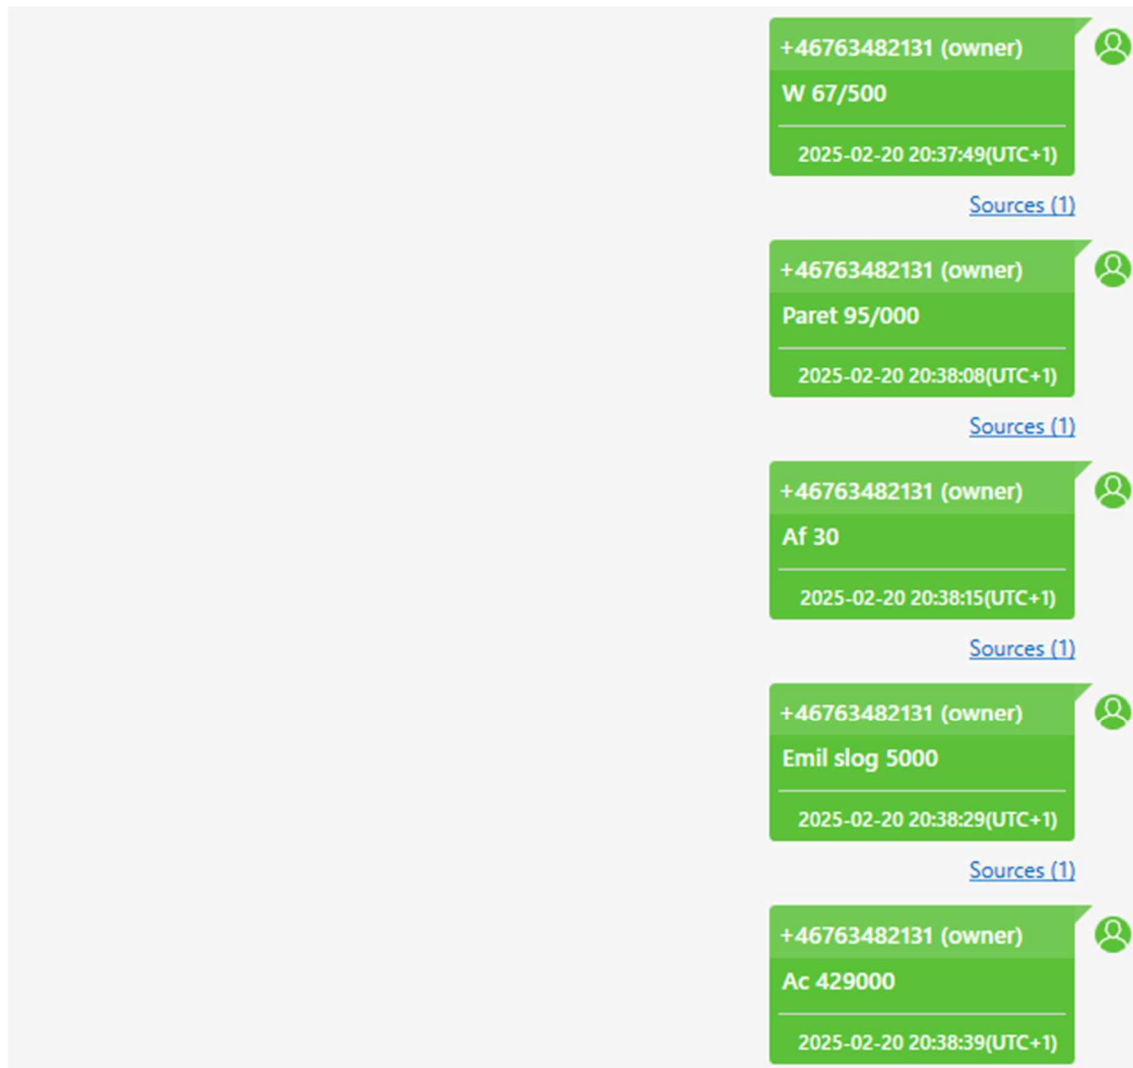 +46763482131 (owner)
W 67/500
2025-02-20 20:37:49(UTC+1)
Sources (1)
+46763482131 (owner)
Paret 95/000
2025-02-20 20:38:08(UTC+1)
Sources (1)
+46763482131 (owner)
Af 30
2025-02-20 20:38:15(UTC+1)
Sources (1)
+46763482131 (owner)
Emil slog 5000
2025-02-20 20:38:29(UTC+1)
Sources (1)
+46763482131 (owner)
Ac 429000
2025-02-20 20:38:39(UTC+1)